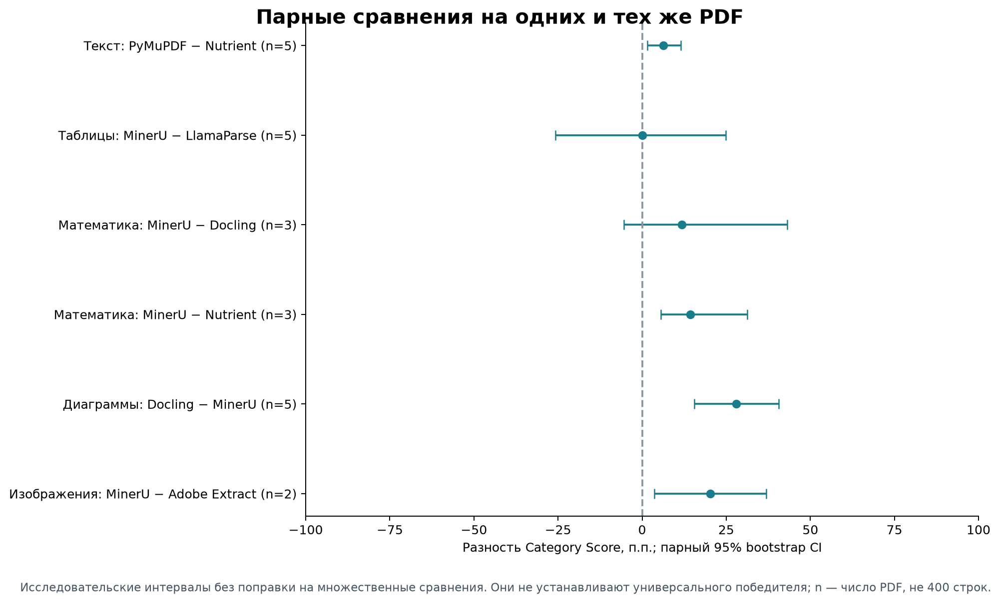 Парные сравнения на одних и тех же PDF
Текст: PyMuPDF − Nutrient (n=5)
Таблицы: MinerU − LlamaParse (n=5)
Математика: MinerU − Docling (n=3)
Математика: MinerU − Nutrient (n=3)
Диаграммы: Docling − MinerU (n=5)
Изображения: MinerU − Adobe Extract (n=2)
−100 −75 −50 −25 0 25 50 75 100
Разность Category Score, п.п.; парный 95% bootstrap CI
Исследовательские интервалы без поправки на множественные сравнения. Они не устанавливают универсального победителя; n — число PDF, не 400 строк.